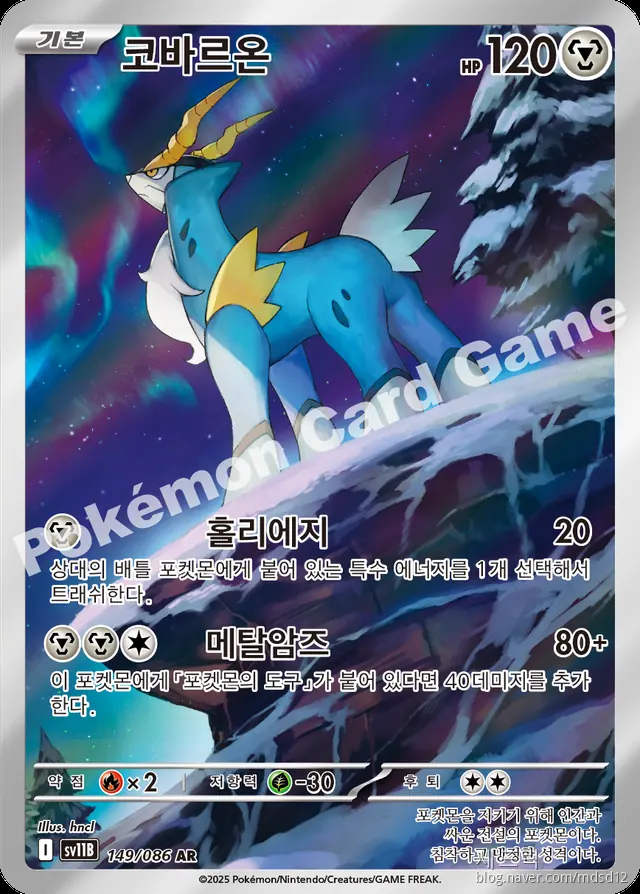 기본
코바르온
HP 120
홀리에지 20
상대의 배틀 포켓몬에게 붙어 있는 특수 에너지를 1개 선택해서
트래쉬한다.
메탈암즈 80+
이 포켓몬에게 「포켓몬의 도구」가 붙어 있다면 40데미지를 추가
한다.
약점 ×2 저항력 -30 후퇴
포켓몬을 지키기 위해 인간과
싸운 전설의 포켓몬이다.
침착하고 냉정한 성격이다.
Illus. hncl
I sv11B 149/086 AR
©2025 Pokémon/Nintendo/Creatures/GAME FREAK.
Pokémon Card Game
blog.naver.com/mdsd12